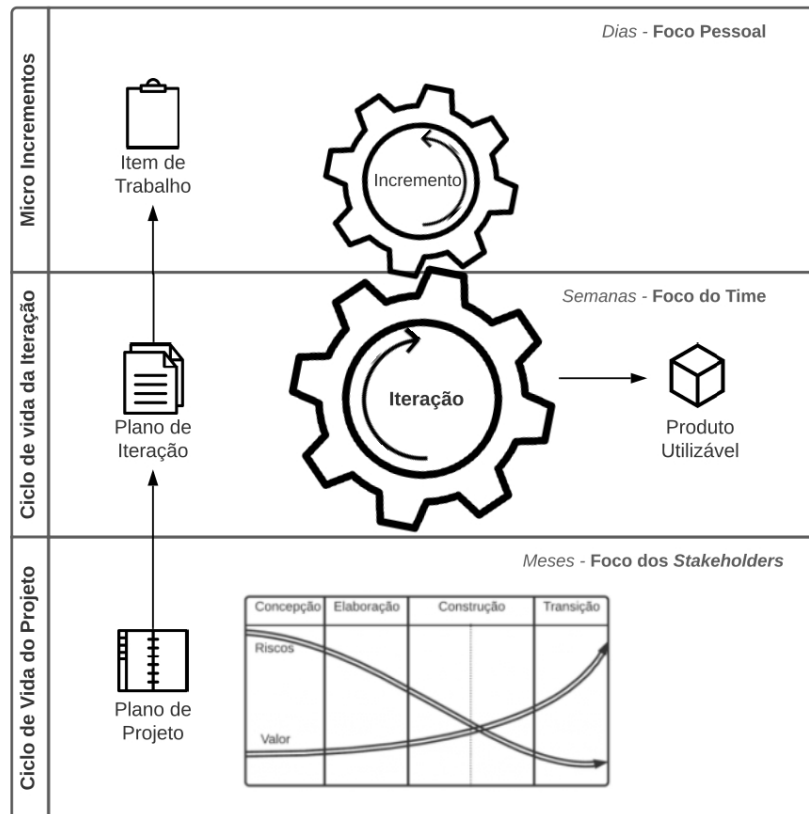 Micro Incrementos
Dias - Foco Pessoal
Item de
Trabalho
Incremento
Ciclo de vida da Iteração
Semanas - Foco do Time
Plano de
Iteração
Iteração
Produto
Utilizável
Ciclo de Vida do Projeto
Meses - Foco dos Stakeholders
Plano de
Projeto
Concepção
Elaboração
Construção
Transição
Riscos
Valor